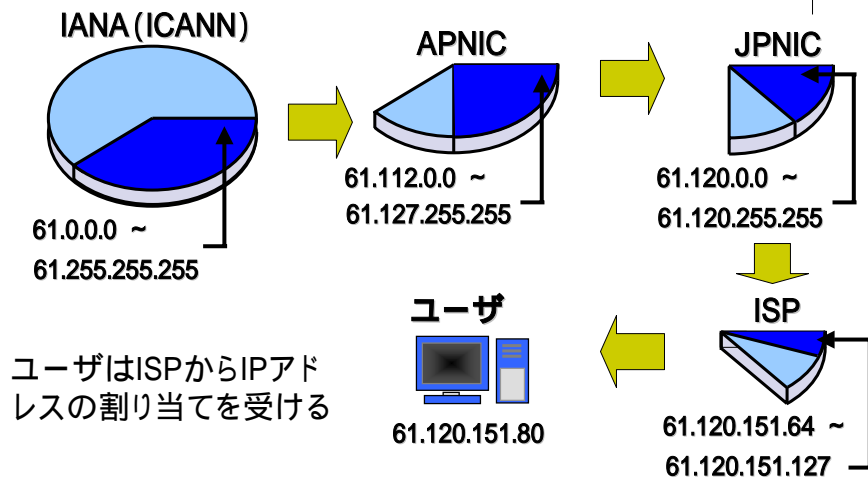 IANA (ICANN)
61.0.0.0 ~
61.255.255.255
APNIC
61.112.0.0 ~
61.127.255.255
JPNIC
61.120.0.0 ~
61.120.255.255
ISP
61.120.151.64 ~
61.120.151.127
ユーザ
61.120.151.80
ユーザはISPからIPアド
レスの割り当てを受ける